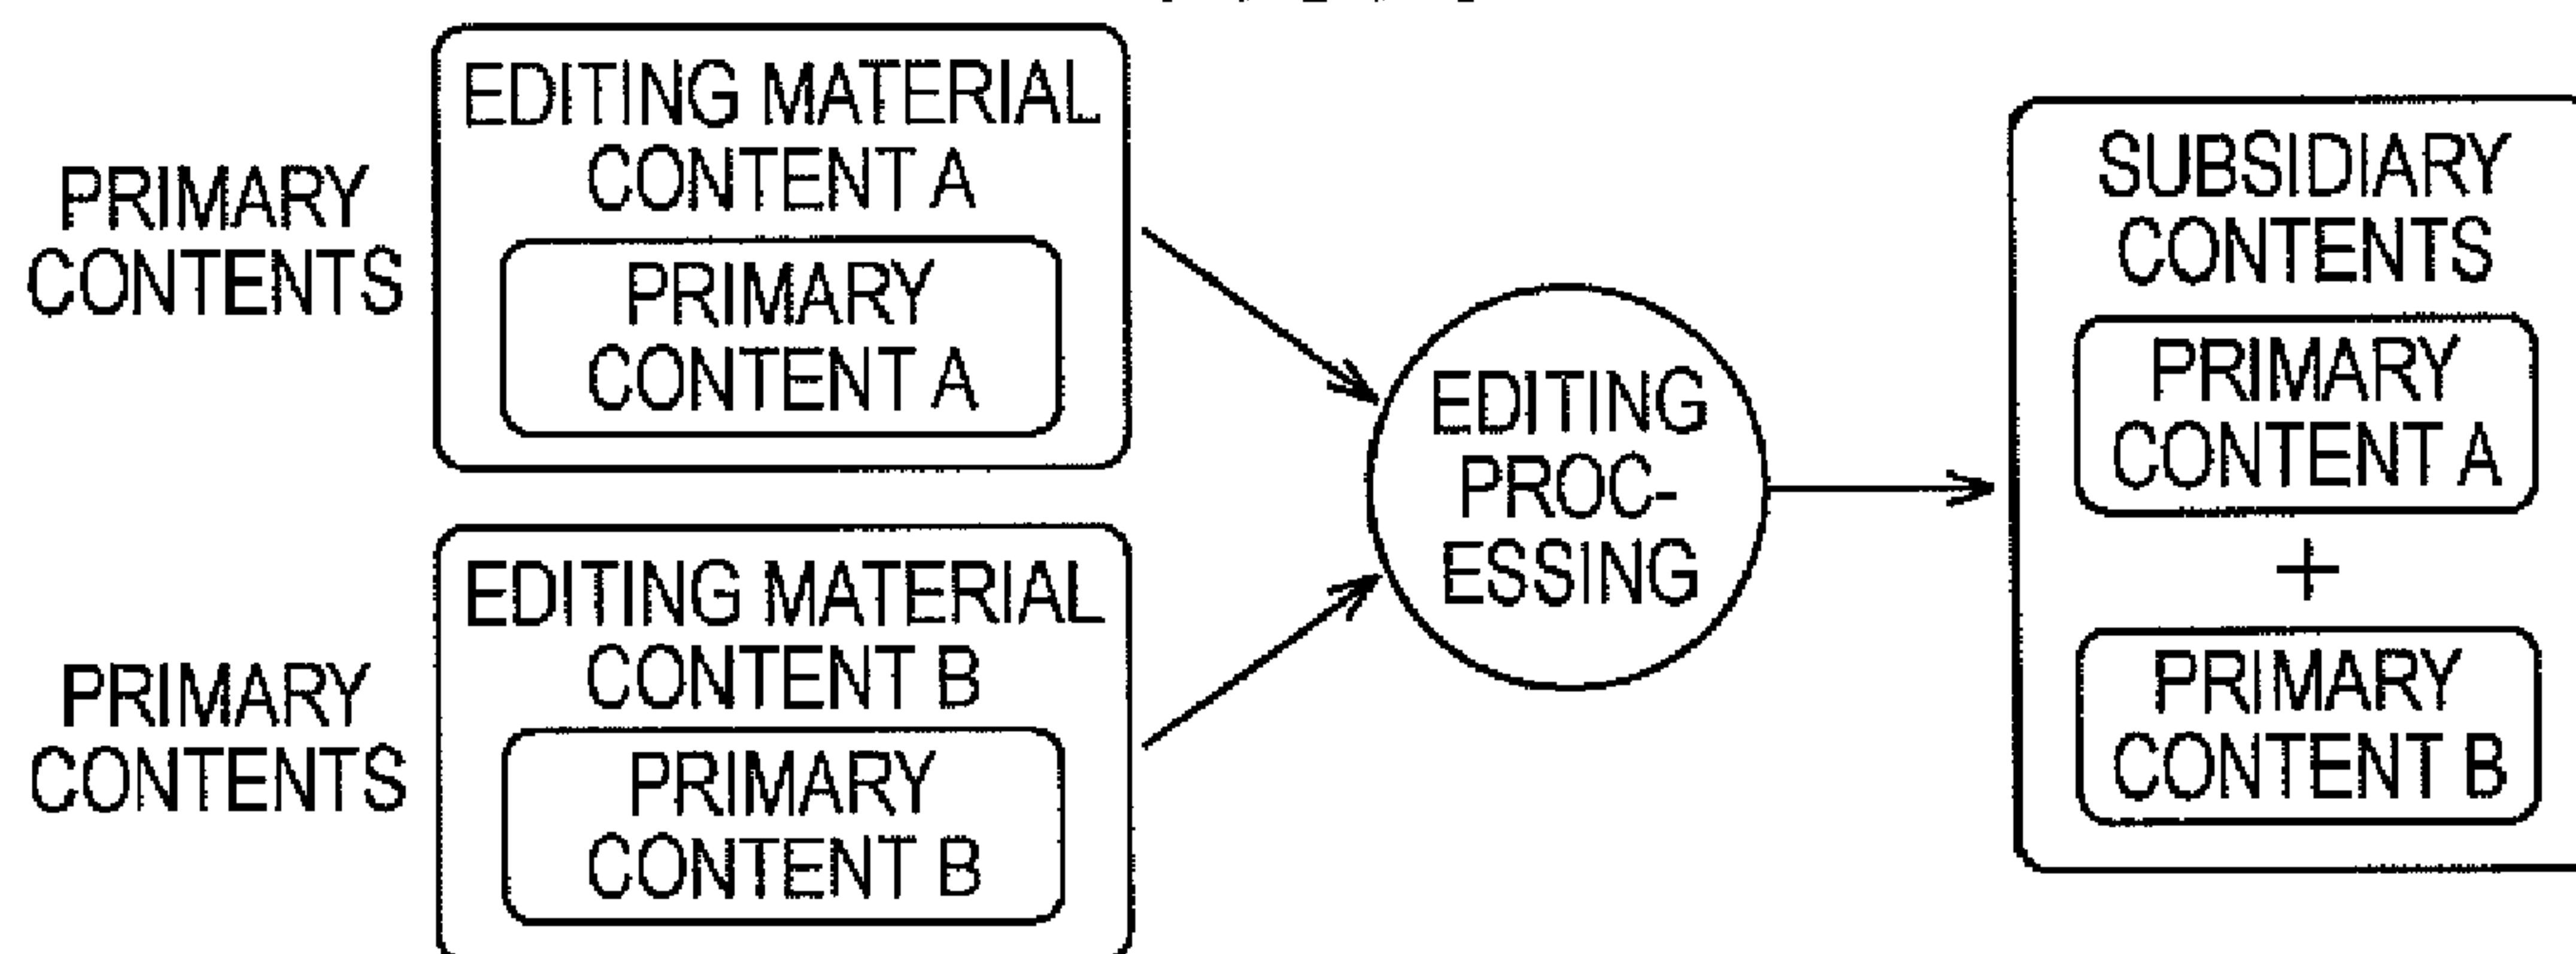 PRIMARY
CONTENTS
EDITING MATERIAL
CONTENT A
PRIMARY
CONTENT A
PRIMARY
CONTENTS
EDITING MATERIAL
CONTENT B
PRIMARY
CONTENT B
EDITING
PROC-
ESSING
SUBSIDIARY
CONTENTS
PRIMARY
CONTENT A
+
PRIMARY
CONTENT B